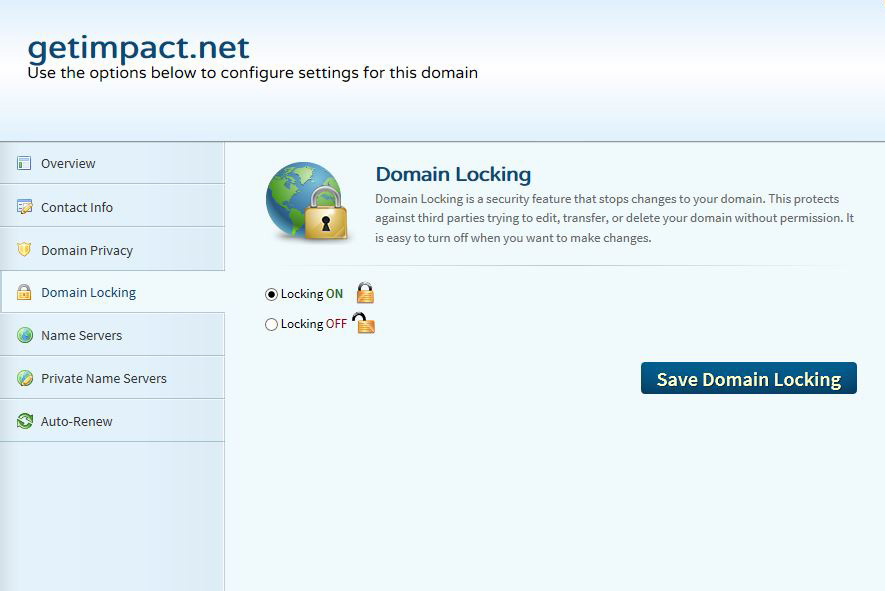 getimpact.net
Use the options below to configure settings for this domain
Overview
Contact Info
Domain Privacy
Domain Locking
Name Servers
Private Name Servers
Auto-Renew
Domain Locking
Domain Locking is a security feature that stops changes to your domain. This protects
against third parties trying to edit, transfer, or delete your domain without permission. It
is easy to turn off when you want to make changes.
Locking ON
Locking OFF
Save Domain Locking